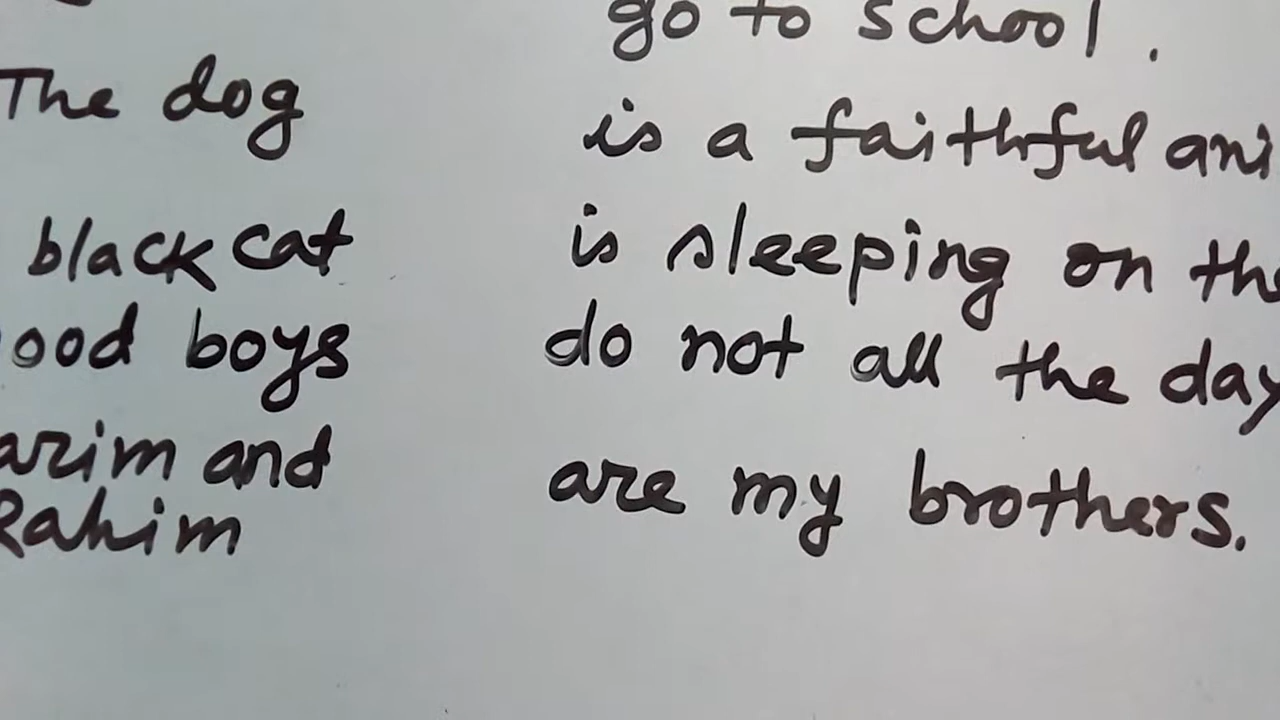 go to school.
The dog is a faithful ani
black cat is sleeping on the
ood boys do not all the day
arim and are my brothers.
Rahim